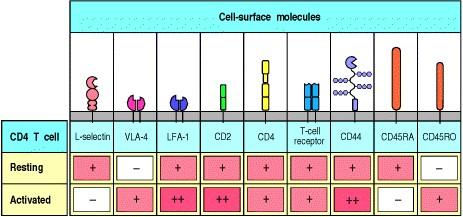 Cell-surface molecules
CD4 T cell L-selectin VLA-4 LFA-1 CD2 CD4 T-cell receptor CD44 CD45RA CD45RO
Resting + – + + + + + + –
Activated – + ++ ++ + + ++ – +